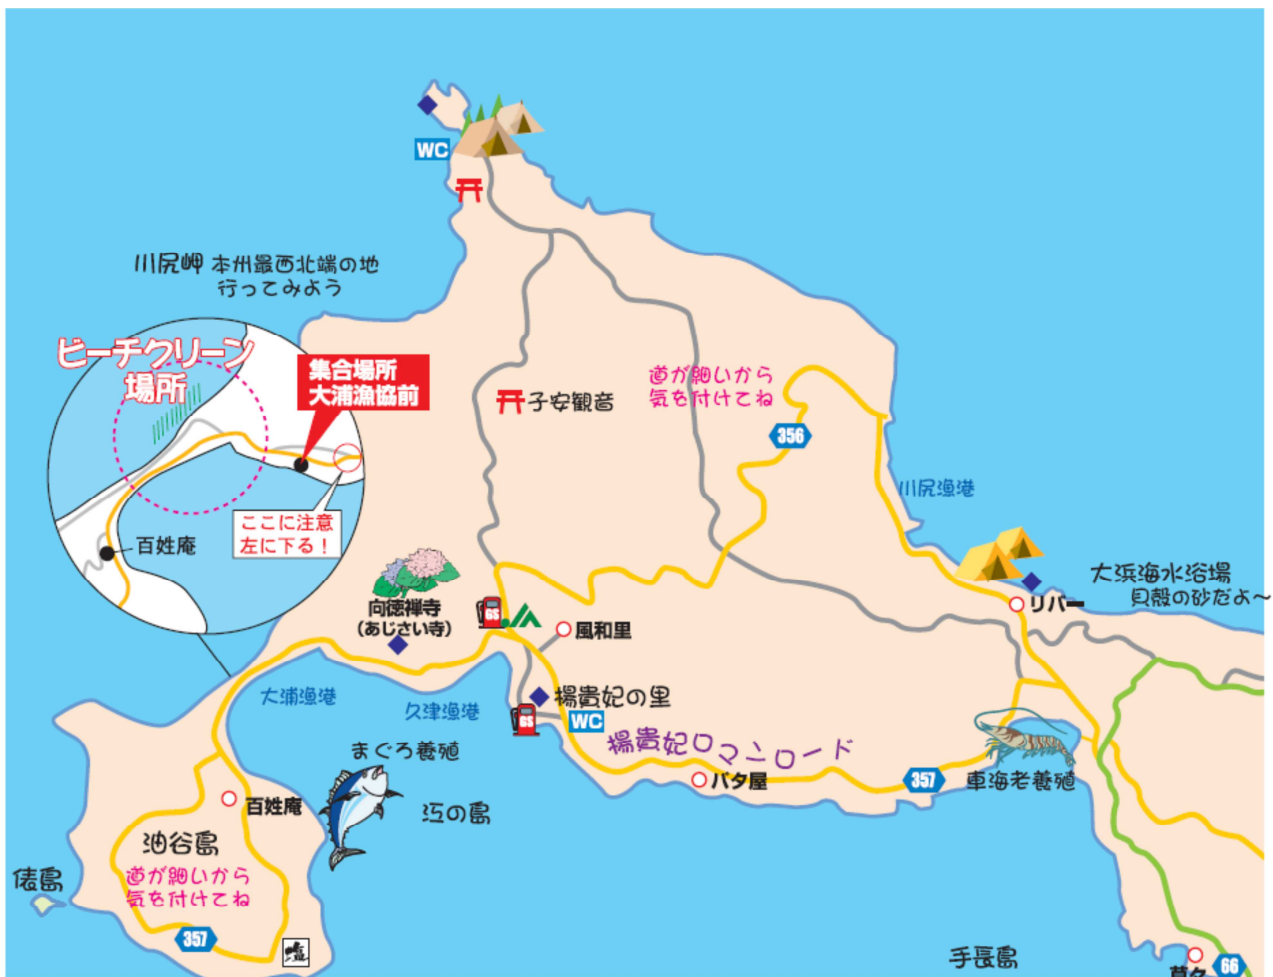 WC
川尻岬 本州最西北端の地
行ってみよう
ビーチクリーン
場所
集合場所
大浦漁協前
ここに注意
左に下る！
百姓庵
子安観音
道が細いから
気を付けてね
356
川尻漁港
大浜海水浴場
貝殻の砂だよ～
リバー
向徳禅寺
（あじさい寺）
GS
風和里
大浦漁港
久津漁港
揚貴妃の里
GS
WC
揚貴妃ロマンロード
まぐろ養殖
バタ屋
357
車海老養殖
百姓庵
江の島
油谷島
道が細いから
気を付けてね
俵島
357
塩
手長島
66